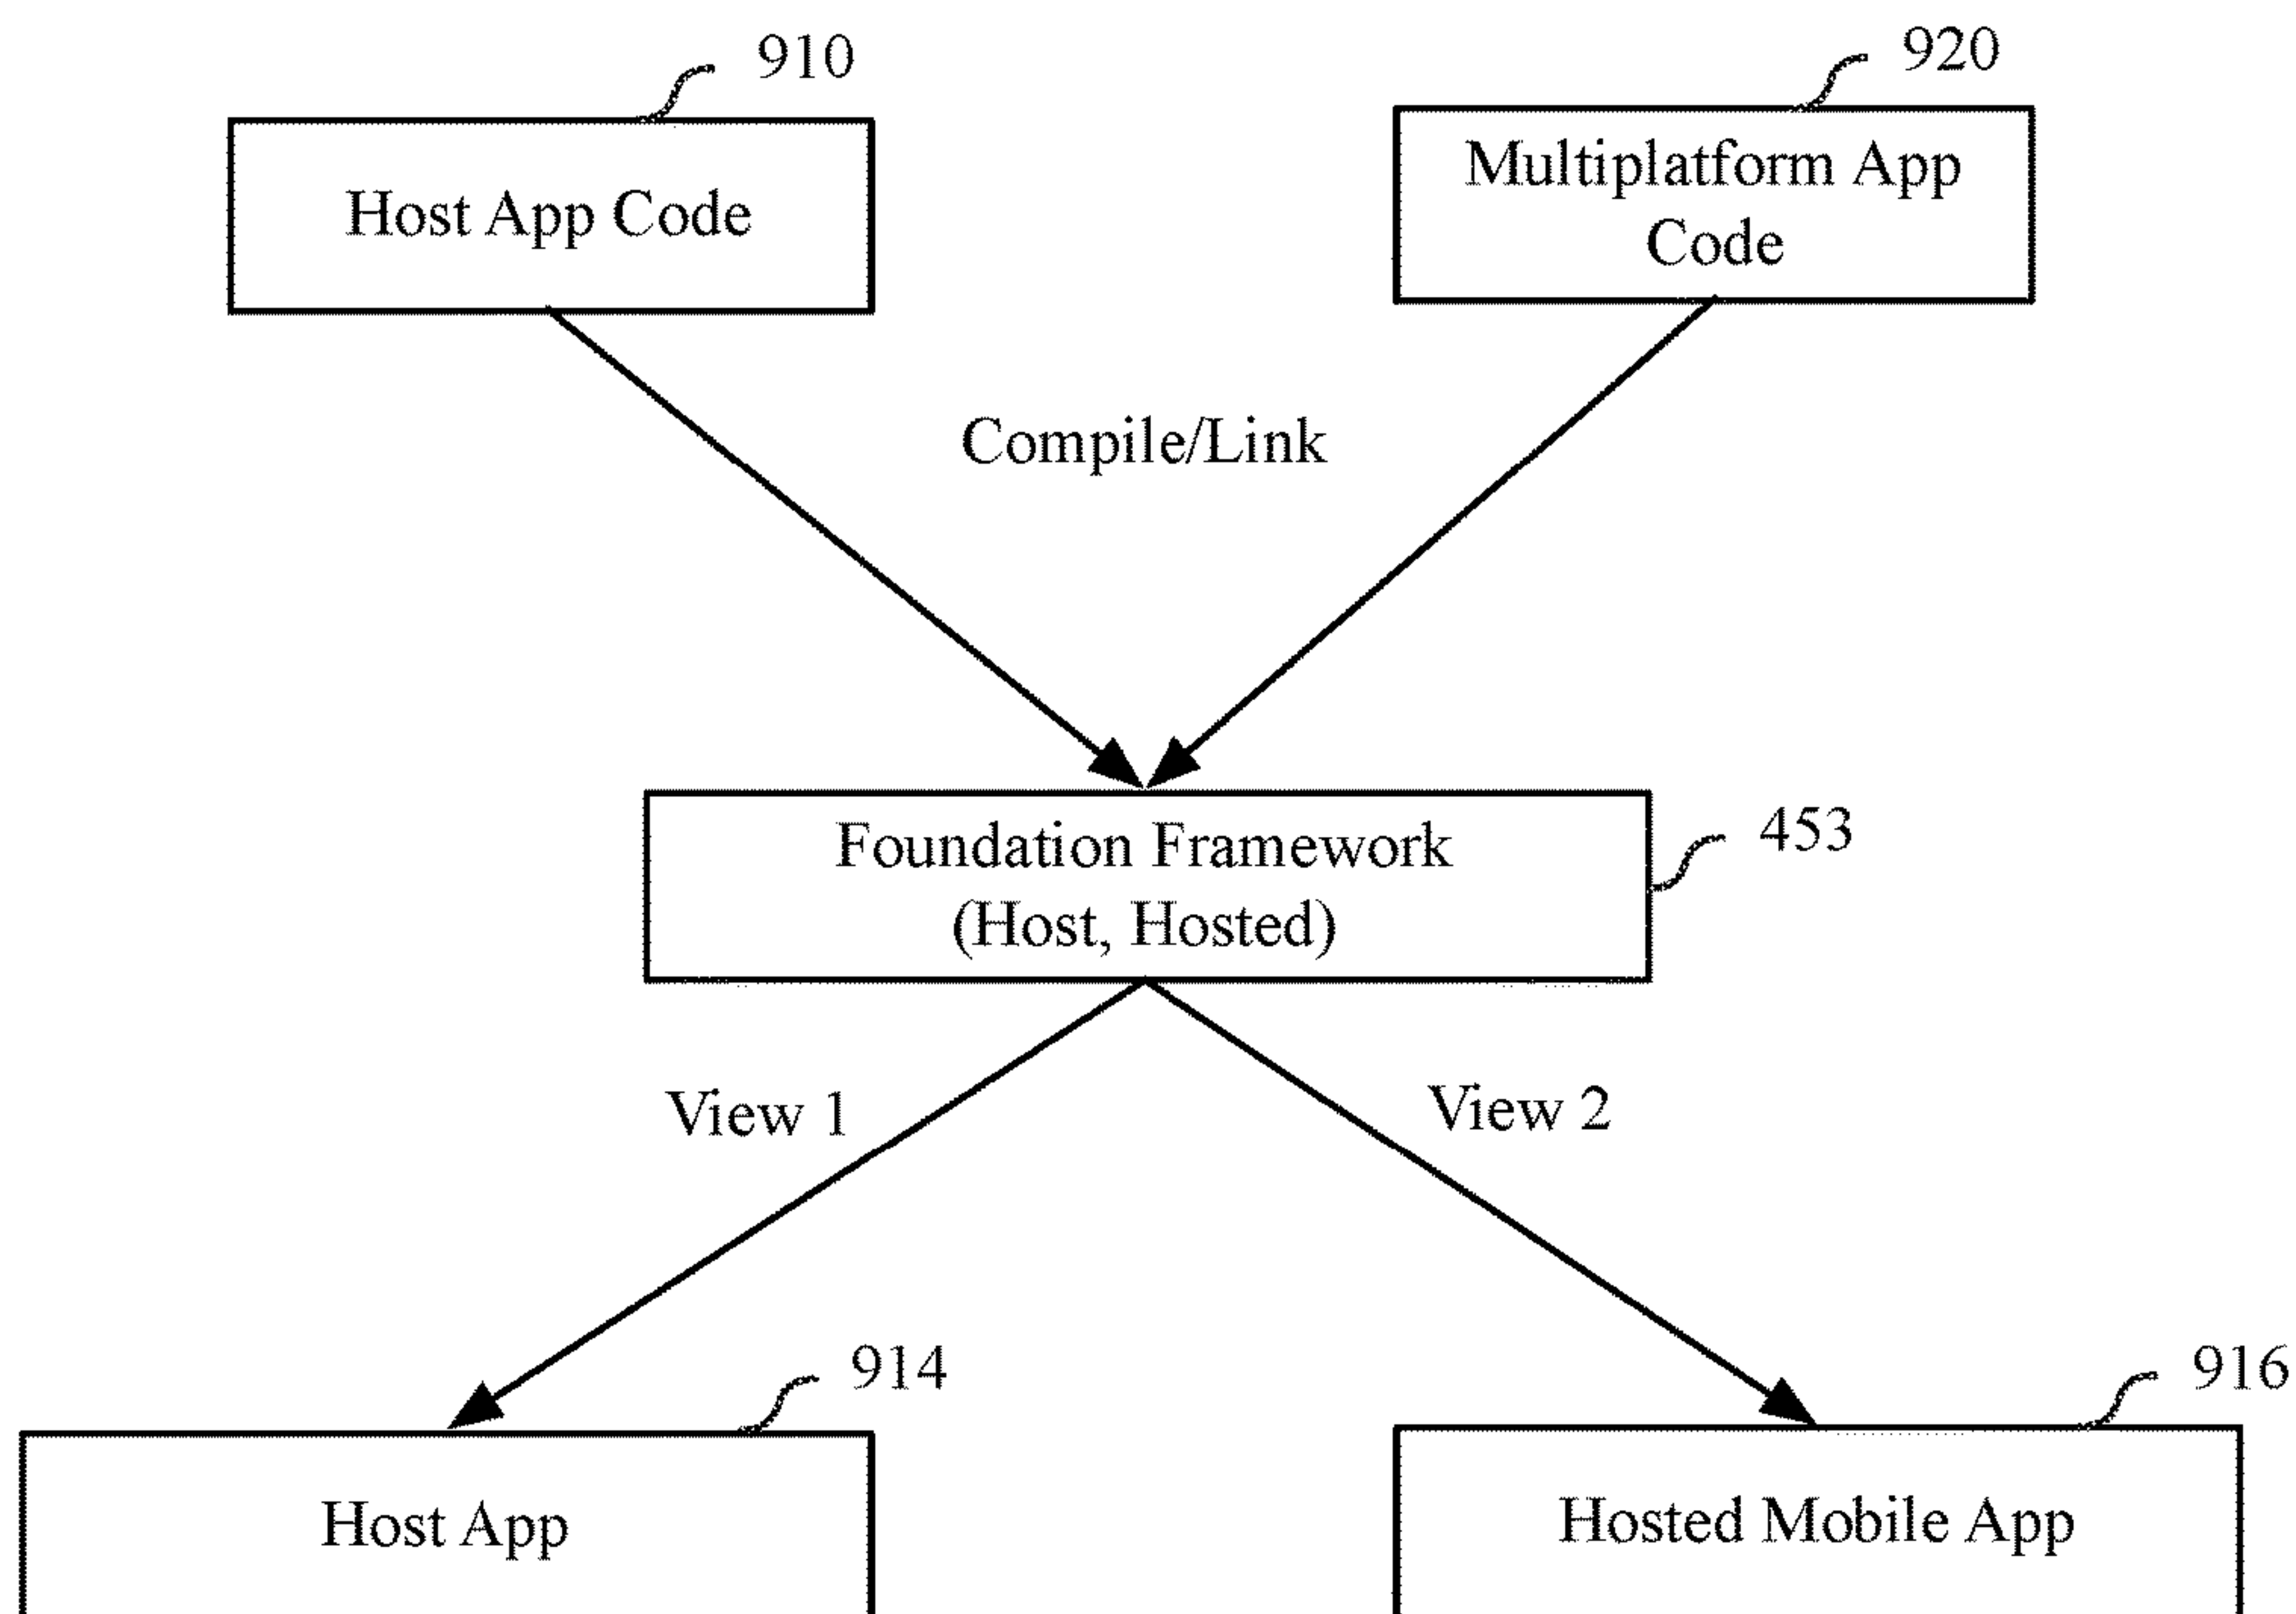 910
920
Host App Code
Multiplatform App
Code
Compile/Link
Foundation Framework
(Host, Hosted)
453
View 1
View 2
914
916
Host App
Hosted Mobile App